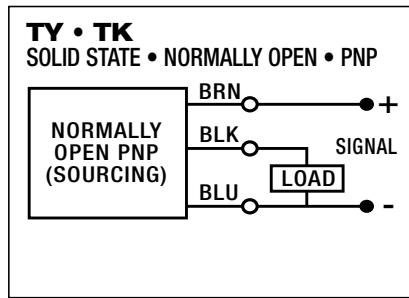 TY • TK
SOLID STATE • NORMALLY OPEN • PNP
BRN
+
NORMALLY
OPEN PNP
(SOURCING)
BLK
SIGNAL
LOAD
BLU
-